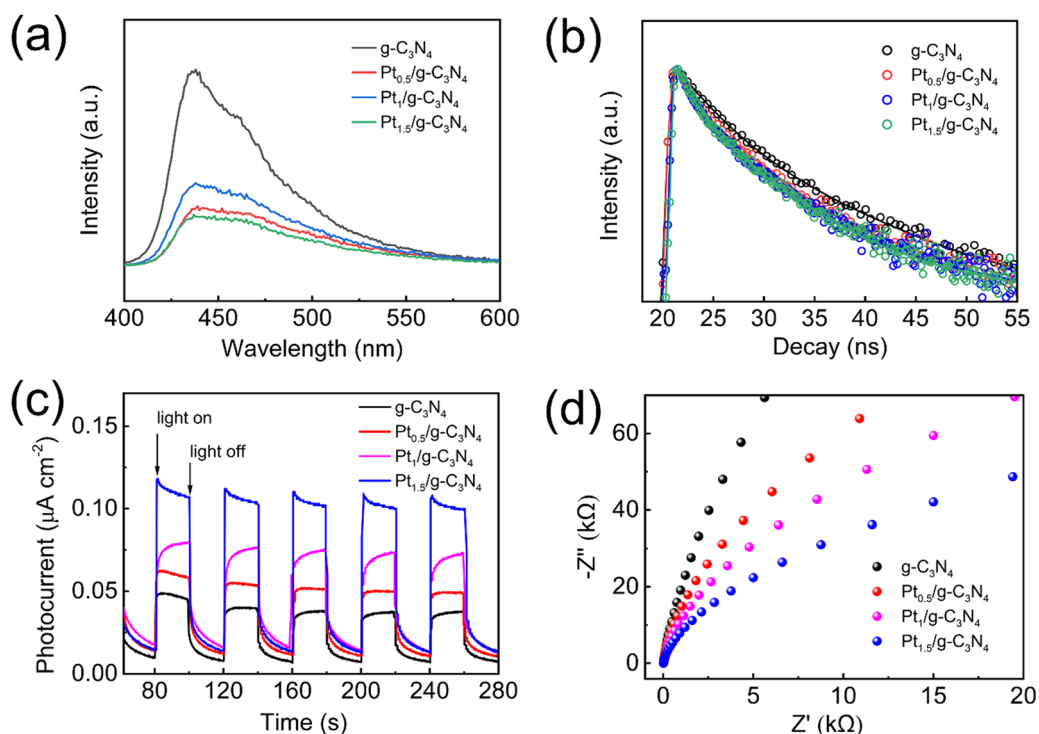 (a)
g-C₃N₄
Pt₀.₅/g-C₃N₄
Pt₁/g-C₃N₄
Pt₁.₅/g-C₃N₄
Intensity (a.u.)
400 450 500 550 600
Wavelength (nm)
(b)
g-C₃N₄
Pt₀.₅/g-C₃N₄
Pt₁/g-C₃N₄
Pt₁.₅/g-C₃N₄
Intensity (a.u.)
20 25 30 35 40 45 50 55
Decay (ns)
(c)
g-C₃N₄
Pt₀.₅/g-C₃N₄
Pt₁/g-C₃N₄
Pt₁.₅/g-C₃N₄
light on
light off
Photocurrent (μA cm⁻²)
0.15
0.10
0.05
0.00
80 120 160 200 240 280
Time (s)
(d)
-Z'' (kΩ)
60
40
20
0
g-C₃N₄
Pt₀.₅/g-C₃N₄
Pt₁/g-C₃N₄
Pt₁.₅/g-C₃N₄
0 5 10 15 20
Z' (kΩ)